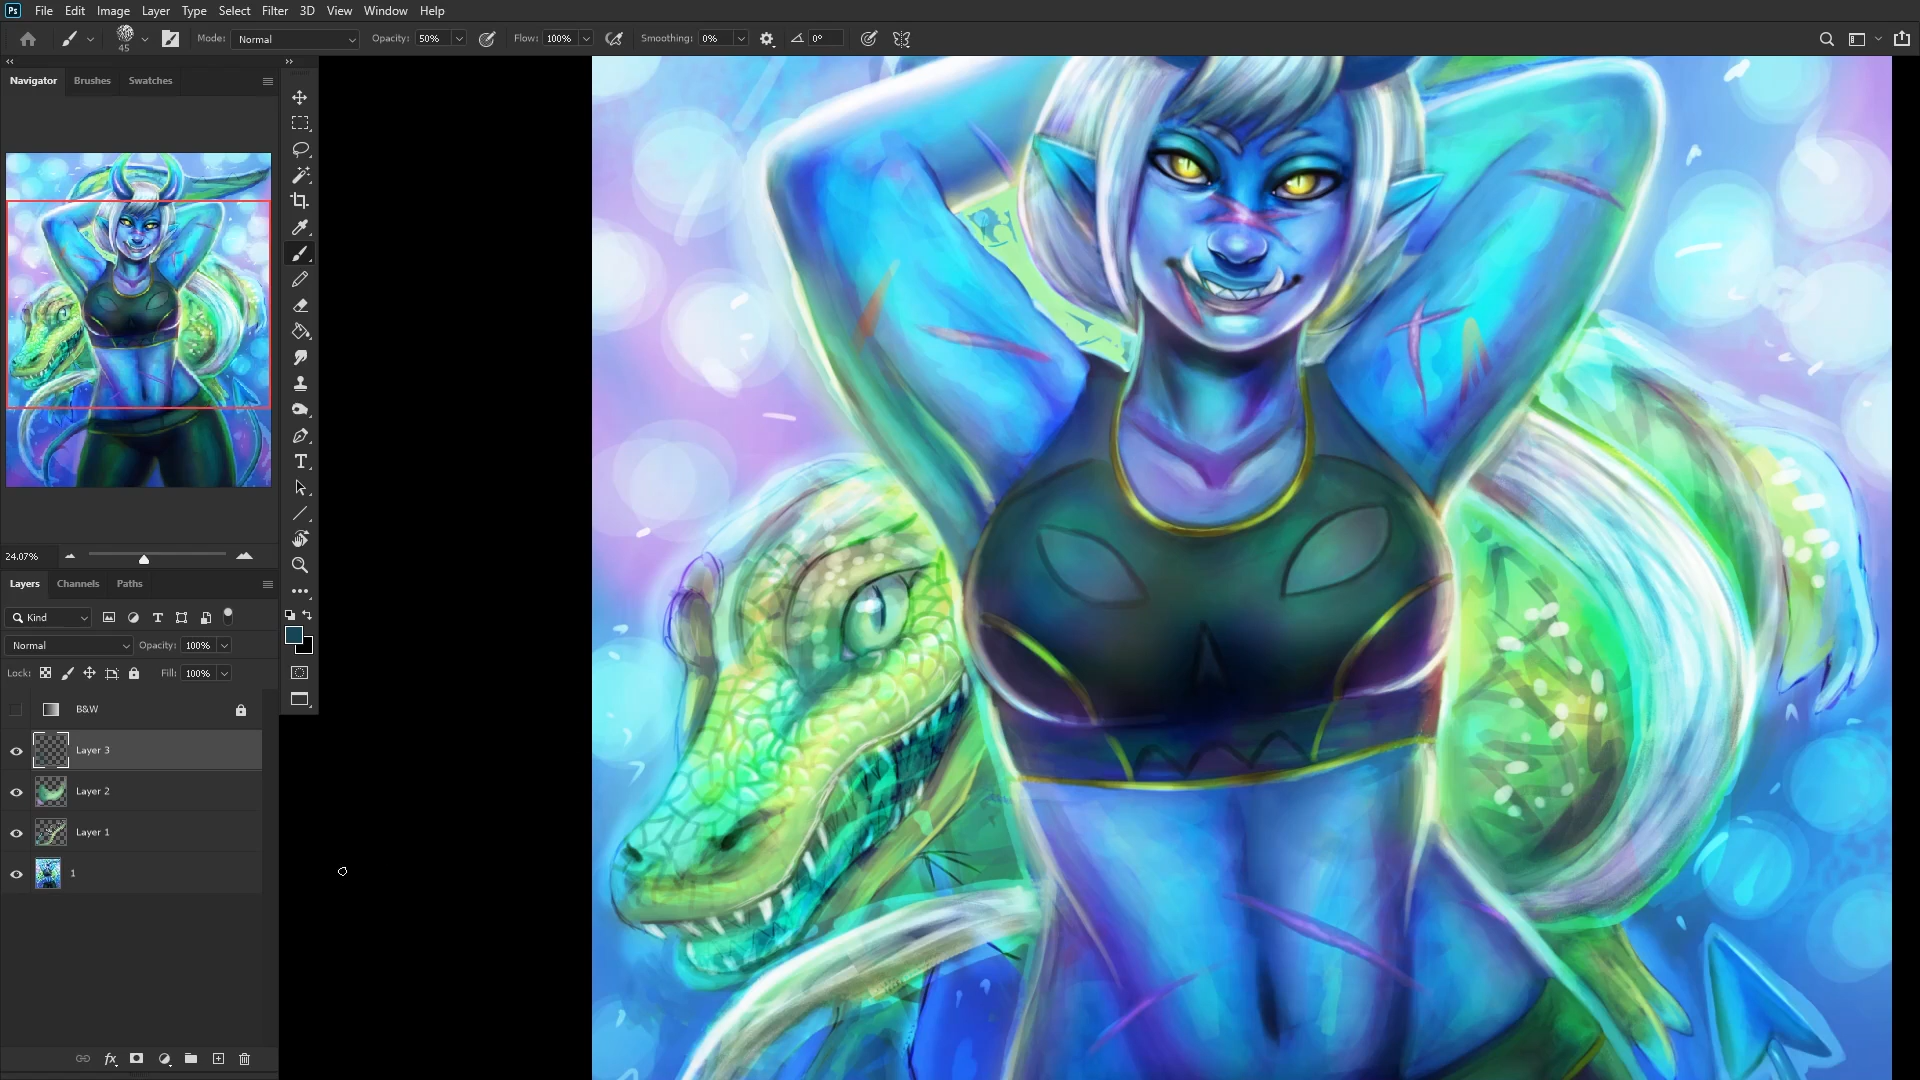 Ps File Edit Image Layer Type Select Filter 3D View Window Help
45 Mode: Normal Opacity: 50% Flow: 100% Smoothing: 0% 0°
Navigator Brushes Swatches
24.07%
Layers Channels Paths
Kind
Normal Opacity: 100%
Lock: Fill: 100%
B&W
Layer 3
Layer 2
Layer 1
1
fx